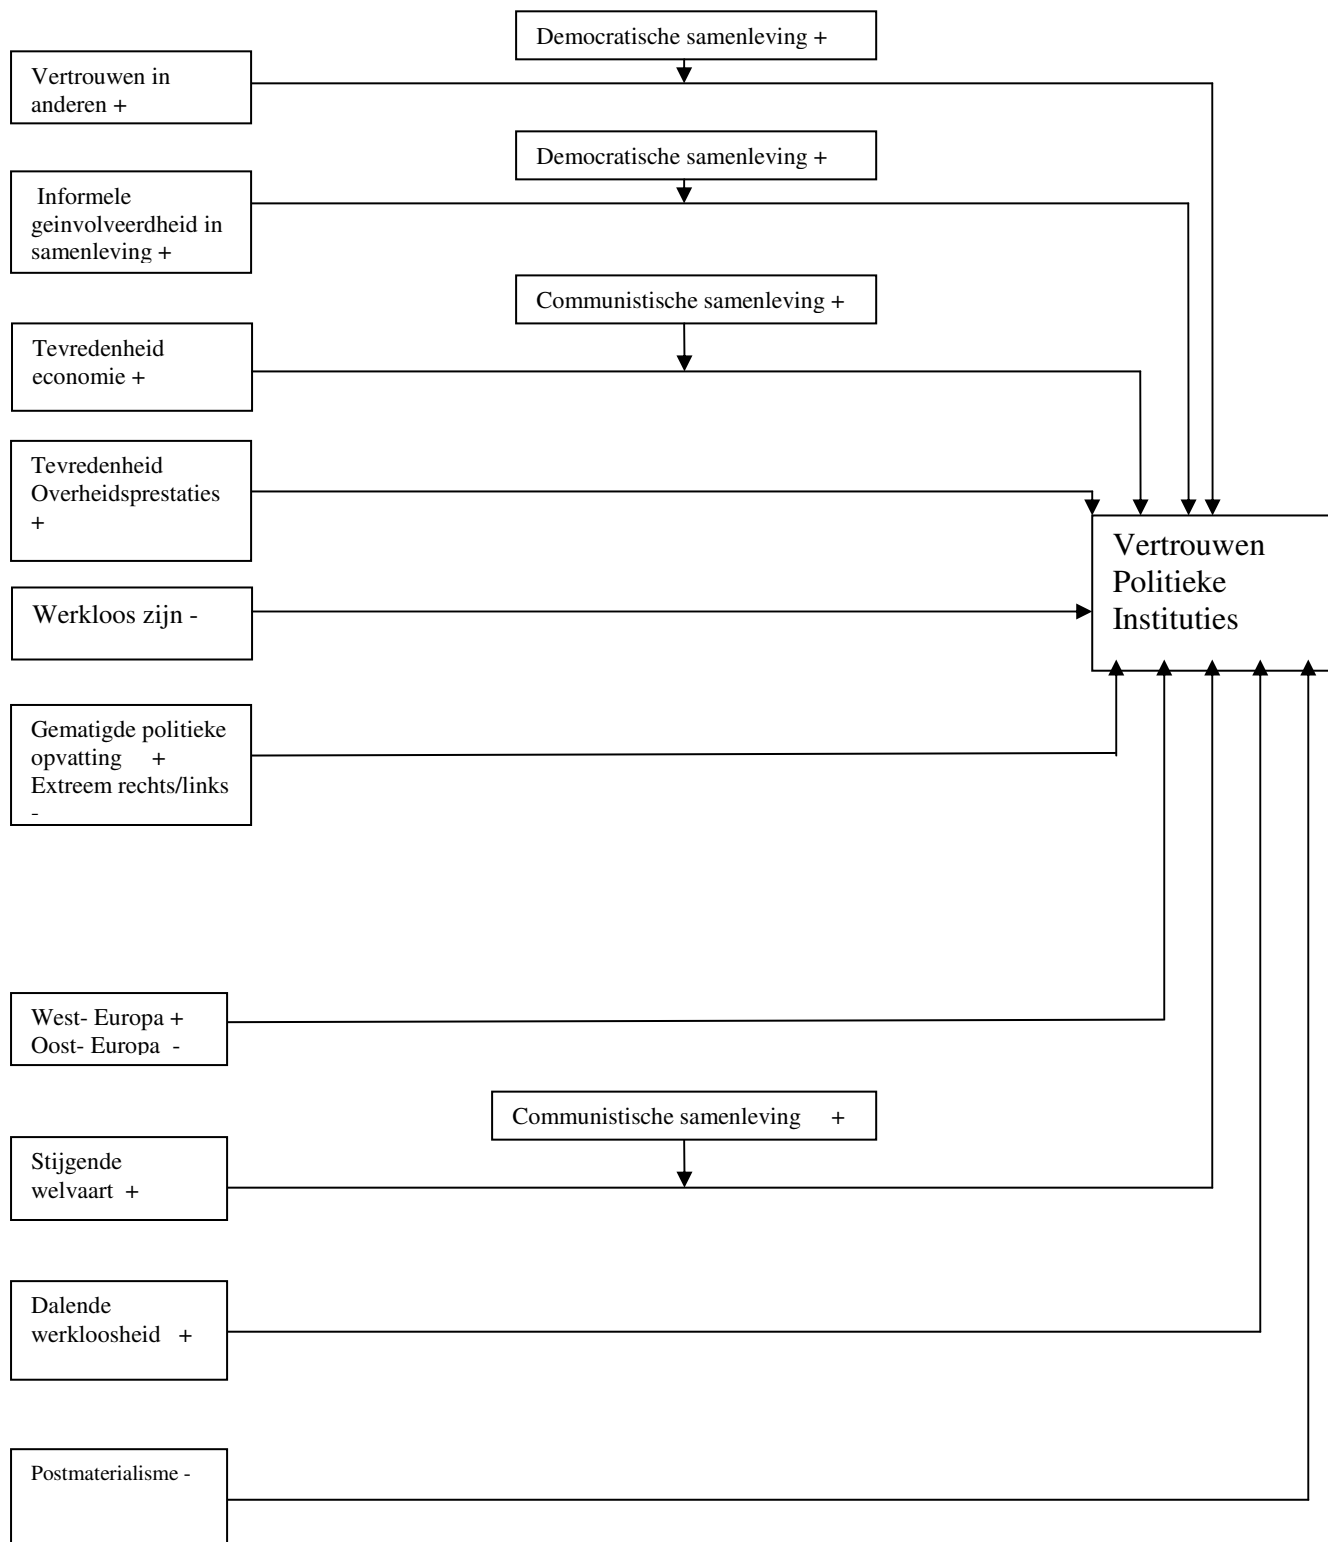 Democratische samenleving +
Vertrouwen in
anderen +
Democratische samenleving +
Informele
geinvolveerdheid in
samenleving +
Communistische samenleving +
Tevredenheid
economie +
Tevredenheid
Overheidsprestaties
+
Vertrouwen
Politieke
Instituties
Werkloos zijn -
Gematigde politieke
opvatting +
Extreem rechts/links
-
West- Europa +
Oost- Europa -
Communistische samenleving +
Stijgende
welvaart +
Dalende
werkloosheid +
Postmaterialisme -